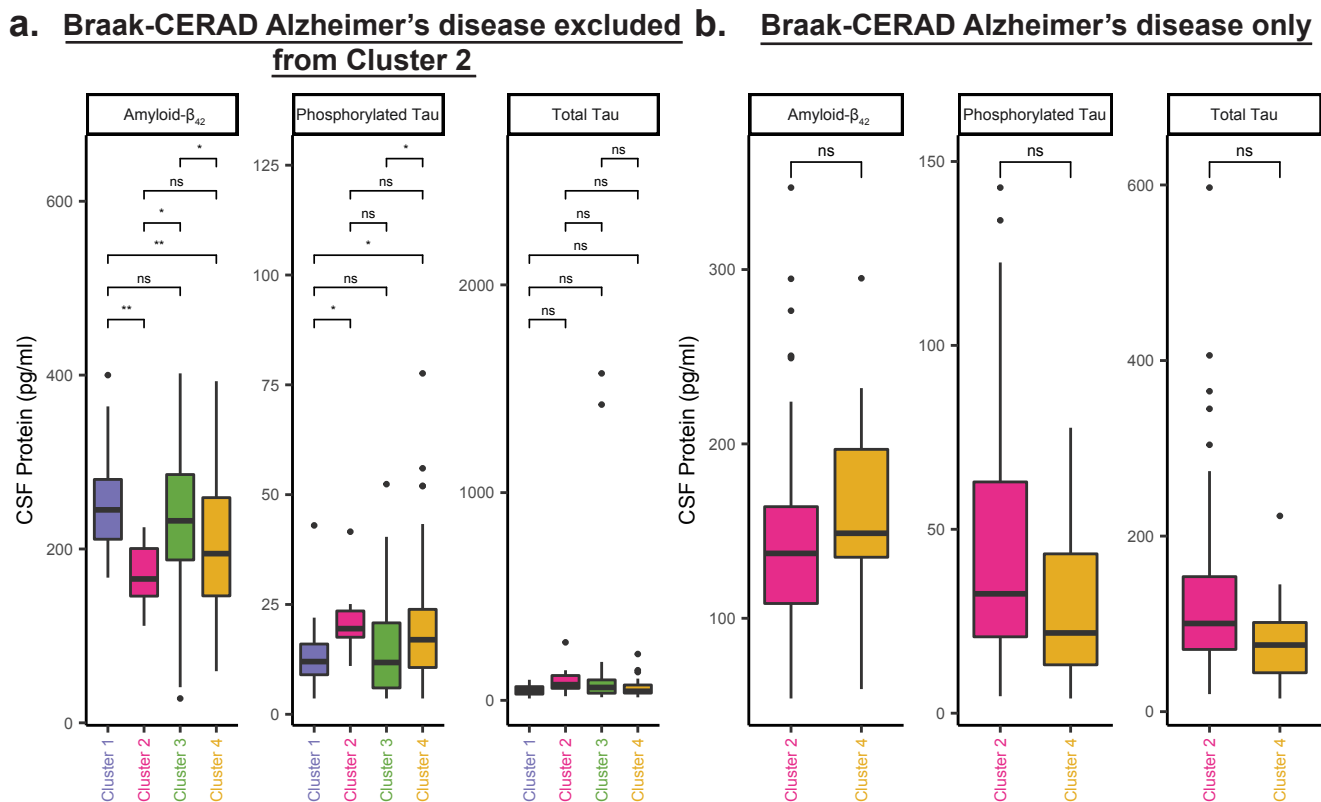 a. Braak-CERAD Alzheimer’s disease excluded
from Cluster 2
b. Braak-CERAD Alzheimer’s disease only
Amyloid-β₄₂
Phosphorylated Tau
Total Tau
CSF Protein (pg/ml)
600
400
200
0
*
ns
*
**
ns
**
125
100
75
50
25
0
*
ns
ns
*
ns
*
2000
1000
0
ns
ns
ns
ns
ns
ns
Cluster 1
Cluster 2
Cluster 3
Cluster 4
Cluster 1
Cluster 2
Cluster 3
Cluster 4
Cluster 1
Cluster 2
Cluster 3
Cluster 4
Amyloid-β₄₂
Phosphorylated Tau
Total Tau
CSF Protein (pg/ml)
300
200
100
ns
150
100
50
0
ns
600
400
200
0
ns
Cluster 2
Cluster 4
Cluster 2
Cluster 4
Cluster 2
Cluster 4